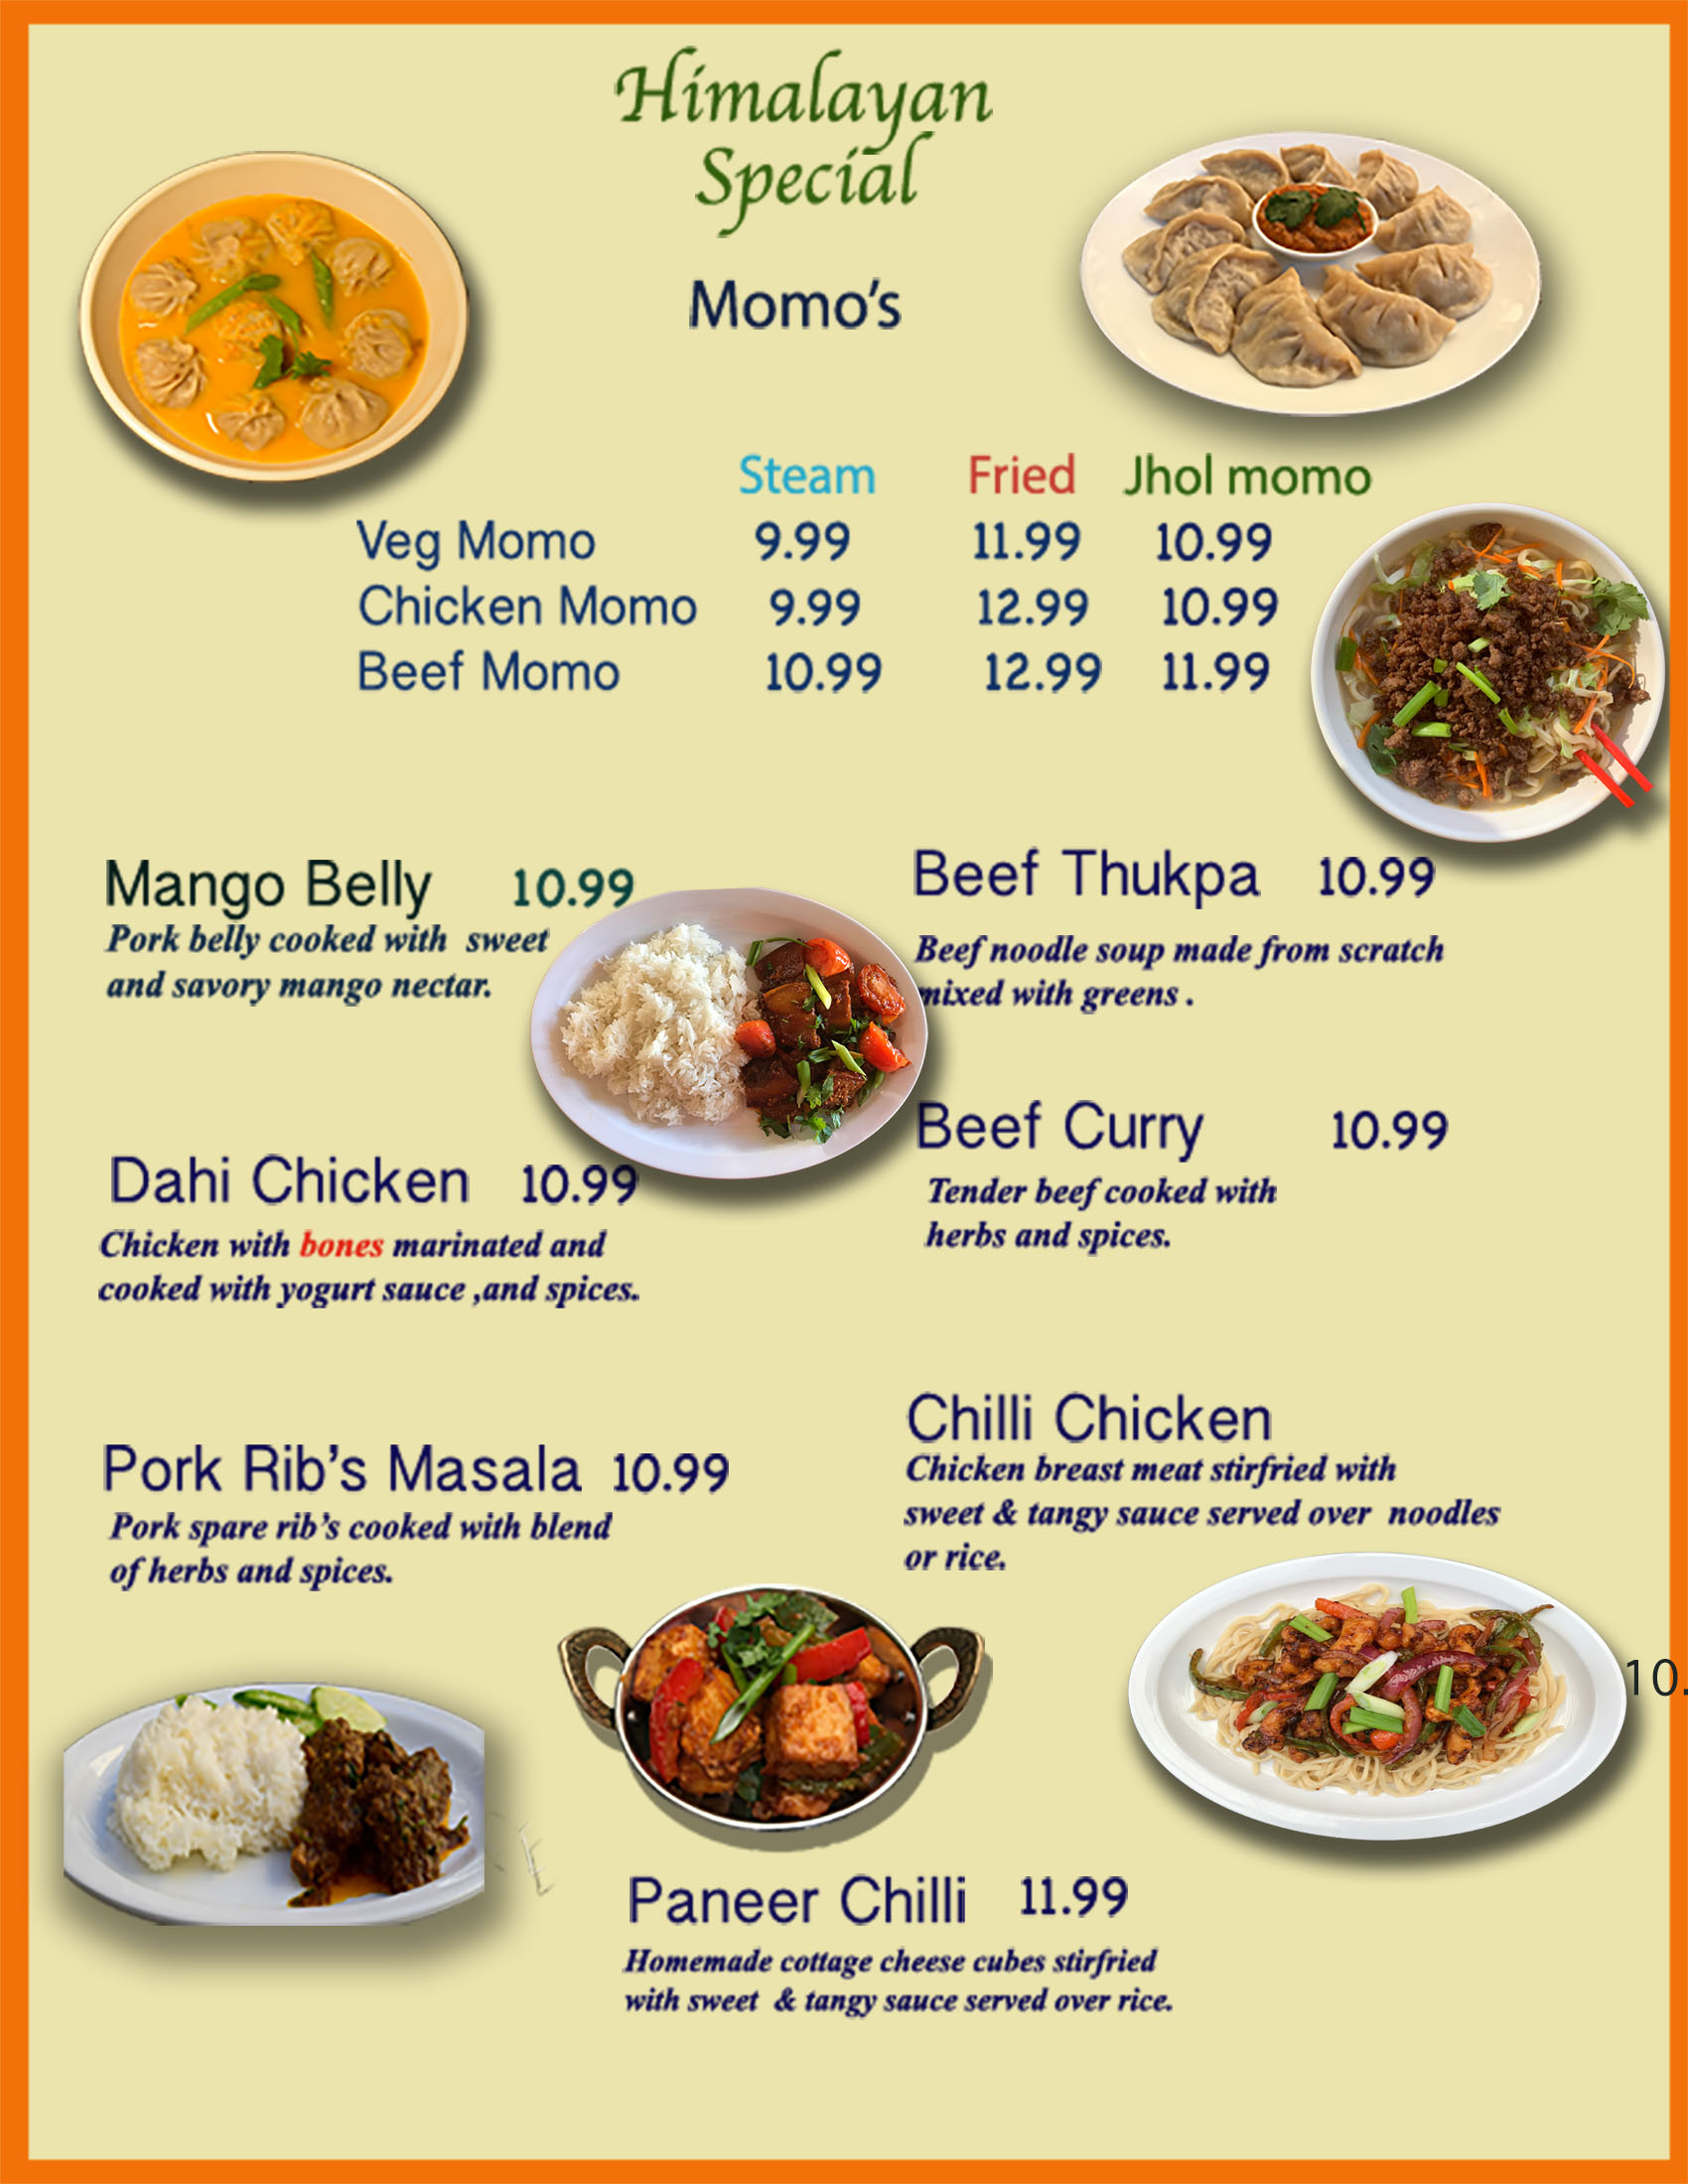 Himalayan
Special
Momo's
Steam Fried Jhol momo
Veg Momo 9.99 11.99 10.99
Chicken Momo 9.99 12.99 10.99
Beef Momo 10.99 12.99 11.99
Mango Belly 10.99
Pork belly cooked with sweet
and savory mango nectar.
Beef Thukpa 10.99
Beef noodle soup made from scratch
mixed with greens .
Dahi Chicken 10.99
Chicken with bones marinated and
cooked with yogurt sauce ,and spices.
Beef Curry 10.99
Tender beef cooked with
herbs and spices.
Pork Rib's Masala 10.99
Pork spare rib's cooked with blend
of herbs and spices.
Chilli Chicken
Chicken breast meat stirfried with
sweet & tangy sauce served over noodles
or rice.
10.
Paneer Chilli 11.99
Homemade cottage cheese cubes stirfried
with sweet & tangy sauce served over rice.